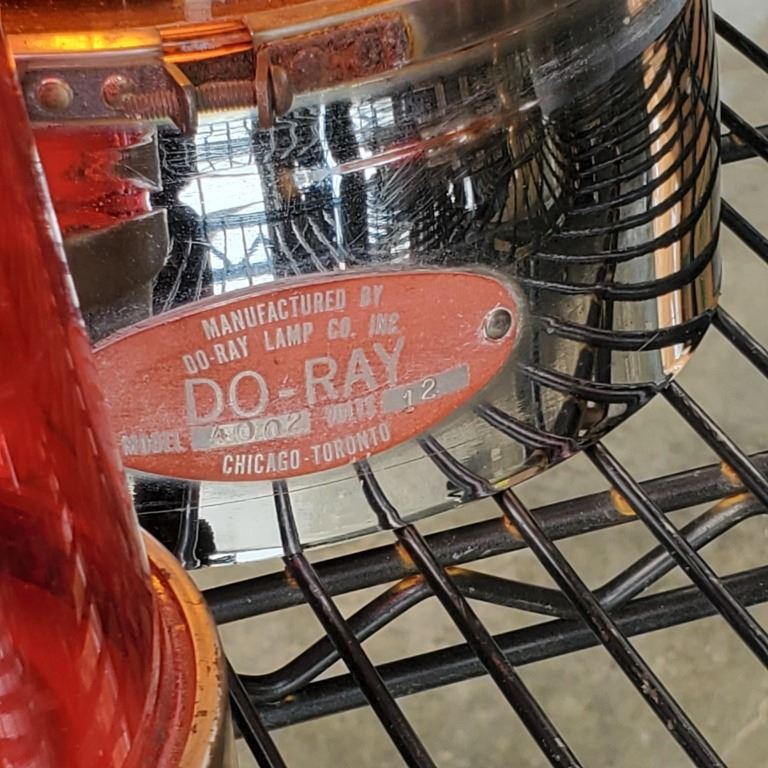 MANUFACTURED BY
DO-RAY LAMP CO. INC.
DO-RAY
MODEL 4002 VOLTS 12
CHICAGO-TORONTO